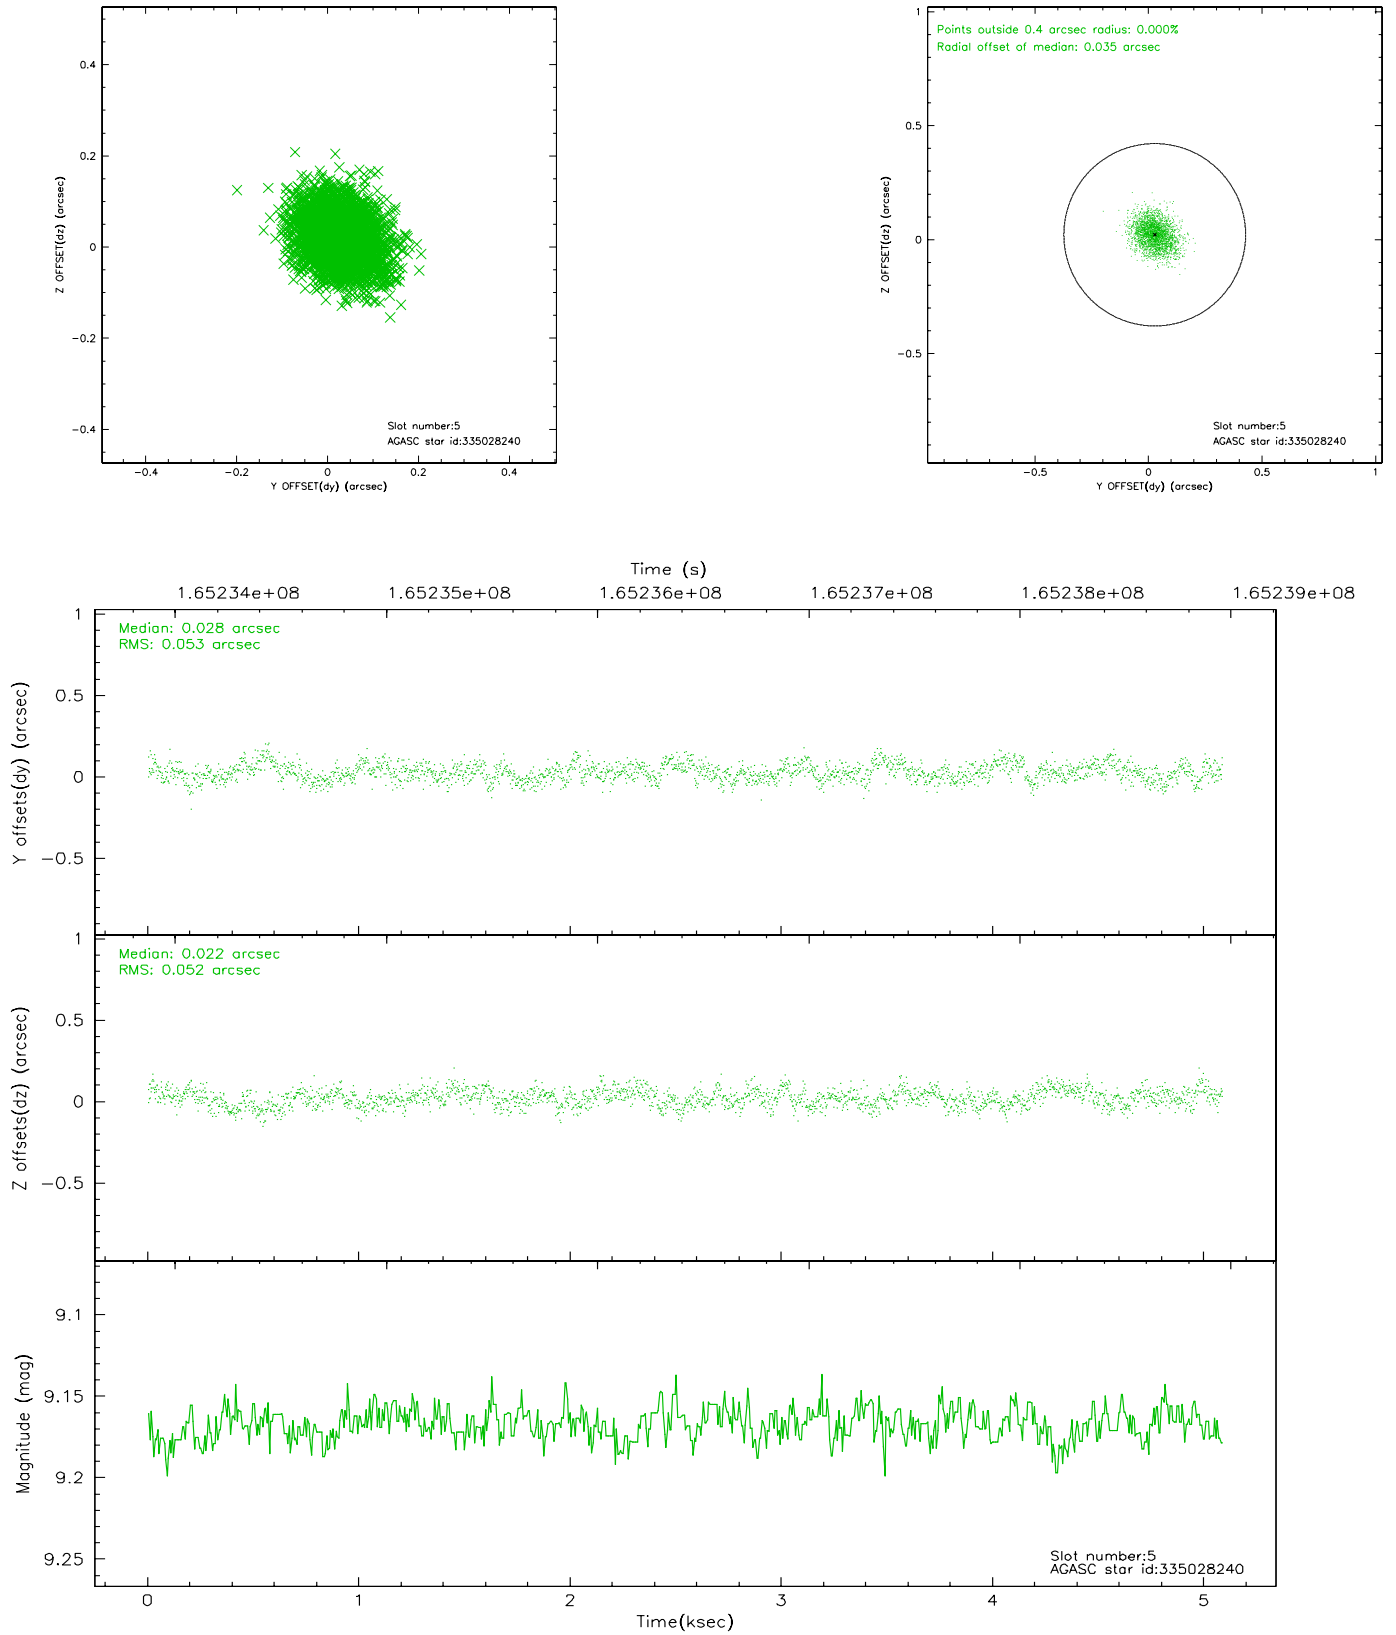 0.4
0.2
0
−0.2
−0.4
Z OFFSET(dz) (arcsec)
Slot number:5
AGASC star id:335028240
−0.4 −0.2 0 0.2 0.4
Y OFFSET(dy) (arcsec)
1
0.5
0
−0.5
Z OFFSET(dz) (arcsec)
Points outside 0.4 arcsec radius: 0.000%
Radial offset of median: 0.035 arcsec
Slot number:5
AGASC star id:335028240
−0.5 0 0.5 1
Y OFFSET(dy) (arcsec)
Time (s)
1.65234e+08 1.65235e+08 1.65236e+08 1.65237e+08 1.65238e+08 1.65239e+08
Median: 0.028 arcsec
RMS: 0.053 arcsec
1
0.5
0
−0.5
Y offsets(dy) (arcsec)
Median: 0.022 arcsec
RMS: 0.052 arcsec
1
0.5
0
−0.5
Z offsets(dz) (arcsec)
9.1
9.15
9.2
9.25
Magnitude (mag)
Slot number:5
AGASC star id:335028240
0 1 2 3 4 5
Time(ksec)